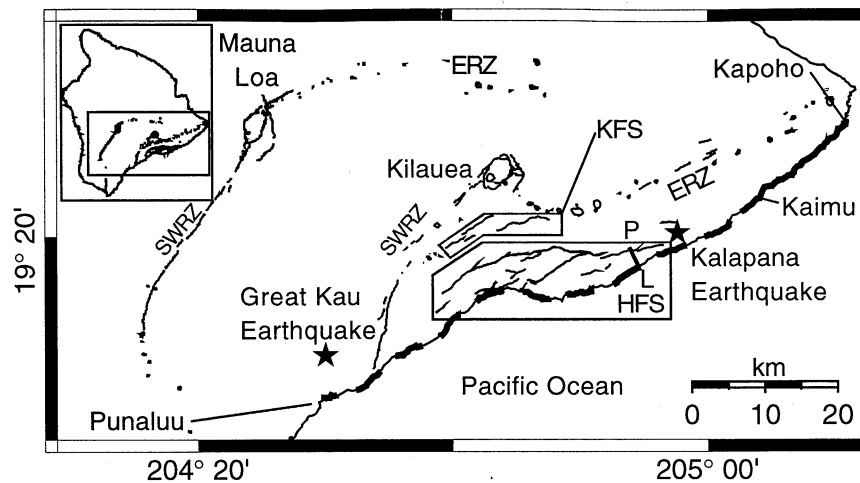 Mauna
Loa
ERZ
Kapoho
KFS
Kilauea
ERZ
SWRZ
SWRZ
Kaimu
P
19° 20'
Kalapana
Earthquake
L
HFS
Great Kau
Earthquake
km
Pacific Ocean
0 10 20
Punaluu
204° 20' 205° 00'